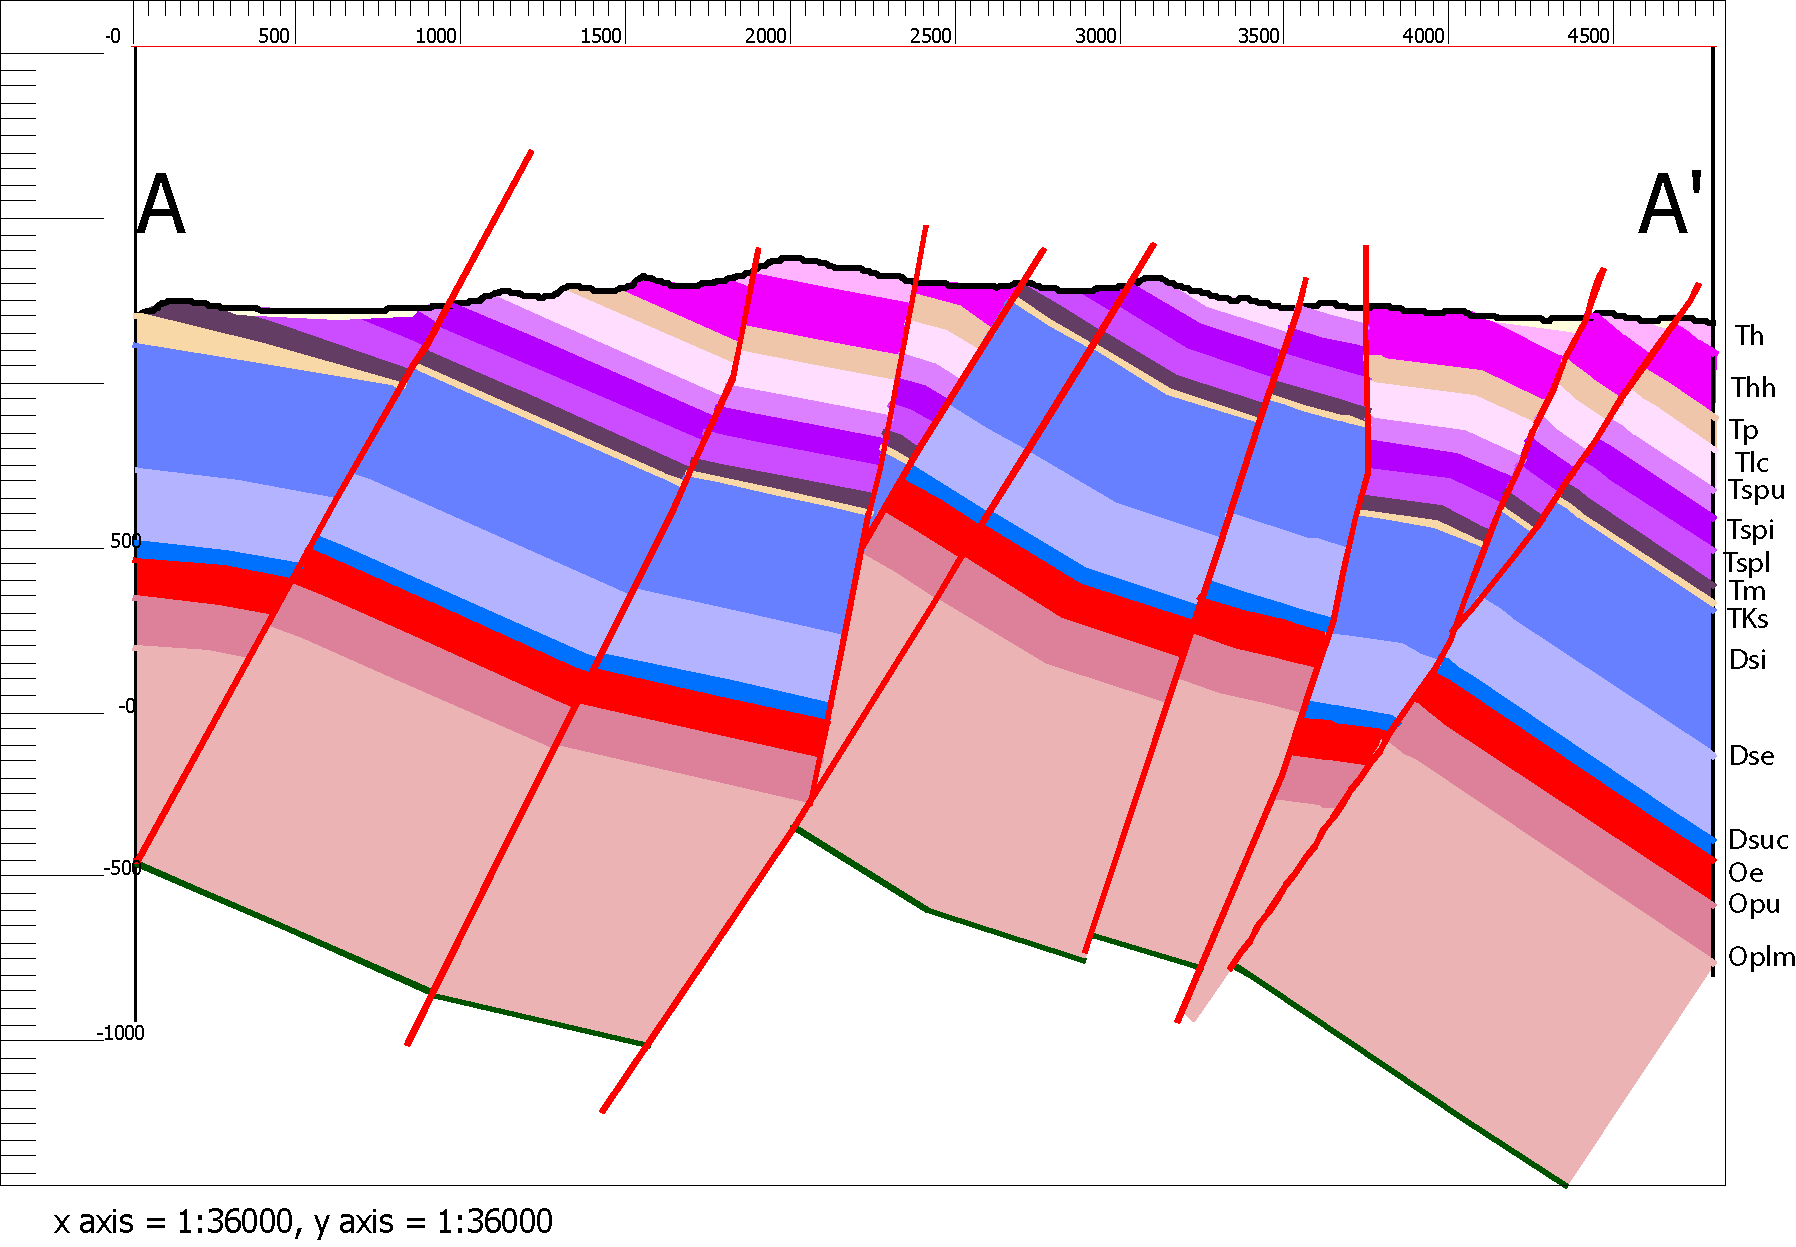 -0 500 1000 1500 2000 2500 3000 3500 4000 4500
A A'
Th
Thh
Tp
Tlc
Tspu
Tspi
500
Tspl
Tm
TKs
Dsi
-0
Dse
Dsuc
-500
Oe
Opu
Oplm
-1000
x axis = 1:36000, y axis = 1:36000